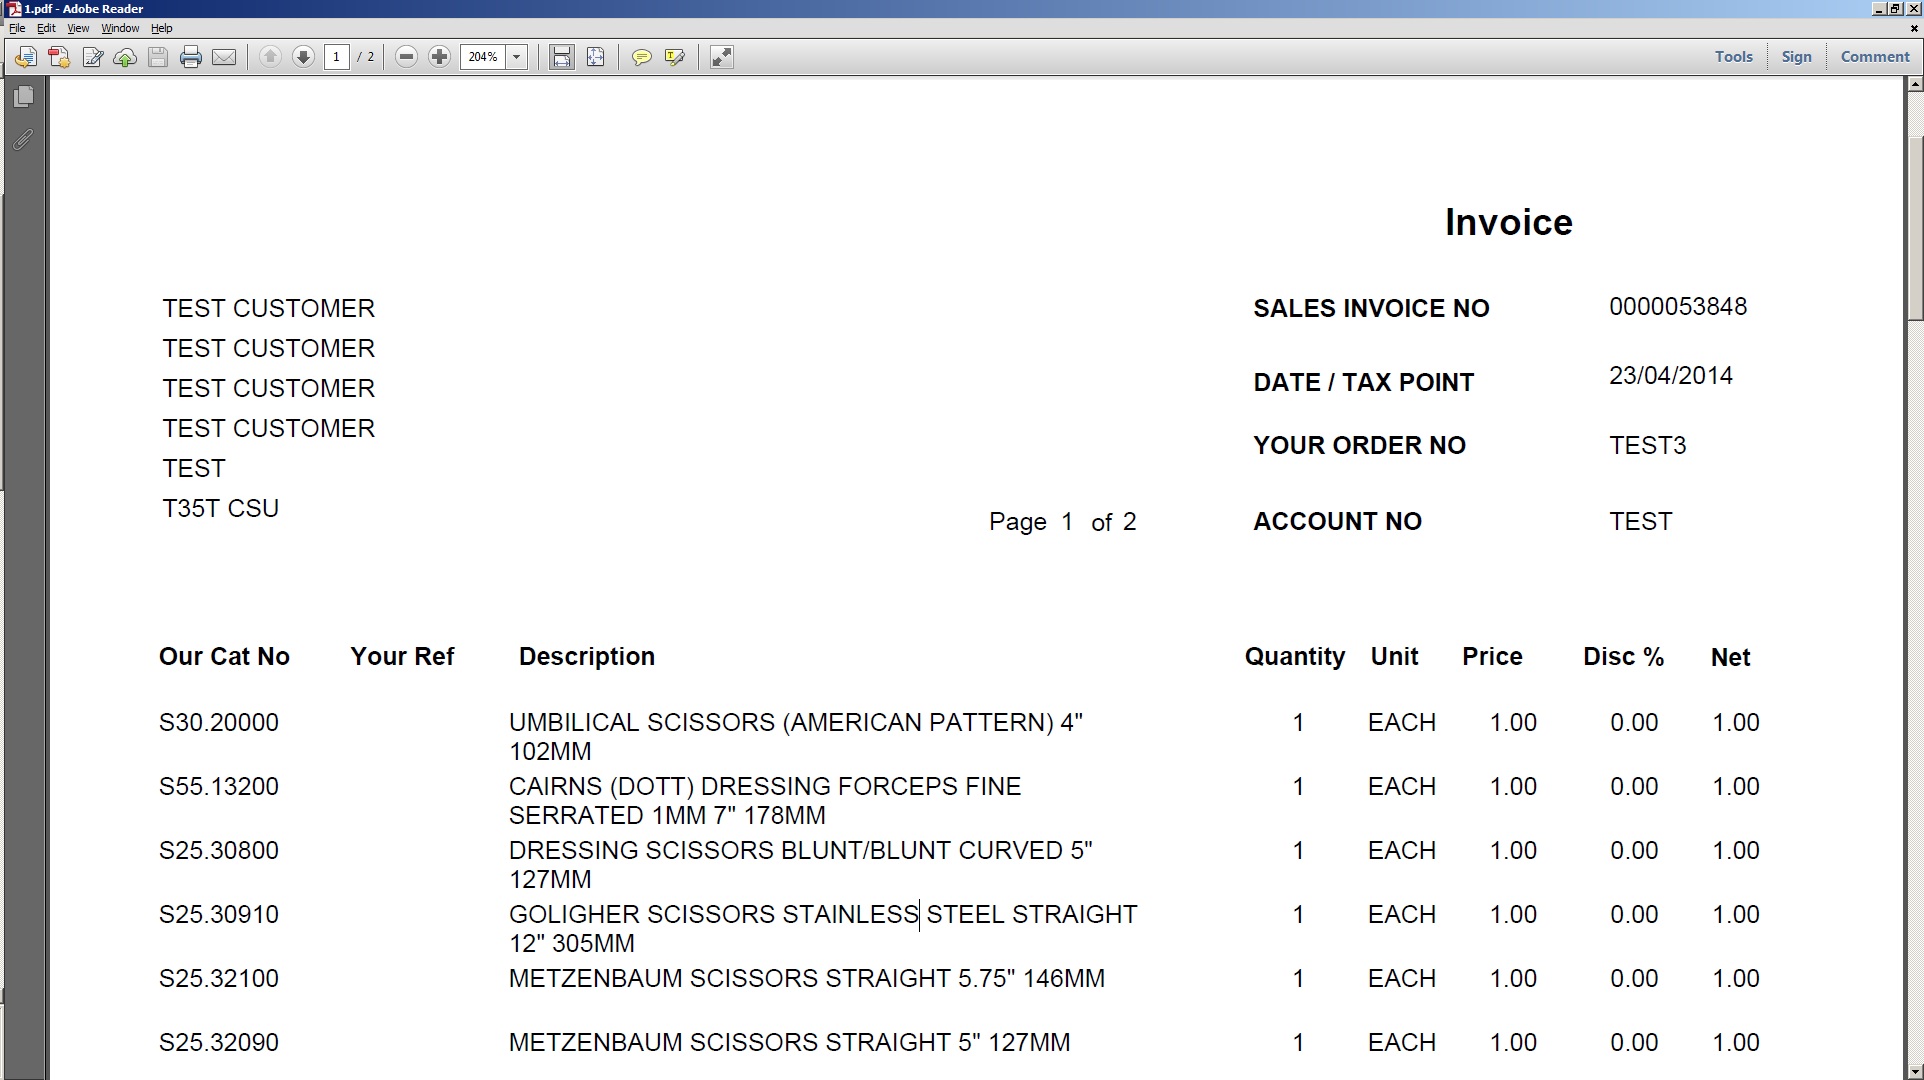 1.pdf - Adobe Reader
File Edit View Window Help
1 / 2 204% Tools Sign Comment
Invoice
TEST CUSTOMER SALES INVOICE NO 0000053848
TEST CUSTOMER
TEST CUSTOMER DATE / TAX POINT 23/04/2014
TEST CUSTOMER YOUR ORDER NO TEST3
TEST
T35T CSU Page 1 of 2 ACCOUNT NO TEST
Our Cat No Your Ref Description Quantity Unit Price Disc % Net
S30.20000 UMBILICAL SCISSORS (AMERICAN PATTERN) 4" 1 EACH 1.00 0.00 1.00
102MM
S55.13200 CAIRNS (DOTT) DRESSING FORCEPS FINE 1 EACH 1.00 0.00 1.00
SERRATED 1MM 7" 178MM
S25.30800 DRESSING SCISSORS BLUNT/BLUNT CURVED 5" 1 EACH 1.00 0.00 1.00
127MM
S25.30910 GOLIGHER SCISSORS STAINLESS STEEL STRAIGHT 1 EACH 1.00 0.00 1.00
12" 305MM
S25.32100 METZENBAUM SCISSORS STRAIGHT 5.75" 146MM 1 EACH 1.00 0.00 1.00
S25.32090 METZENBAUM SCISSORS STRAIGHT 5" 127MM 1 EACH 1.00 0.00 1.00